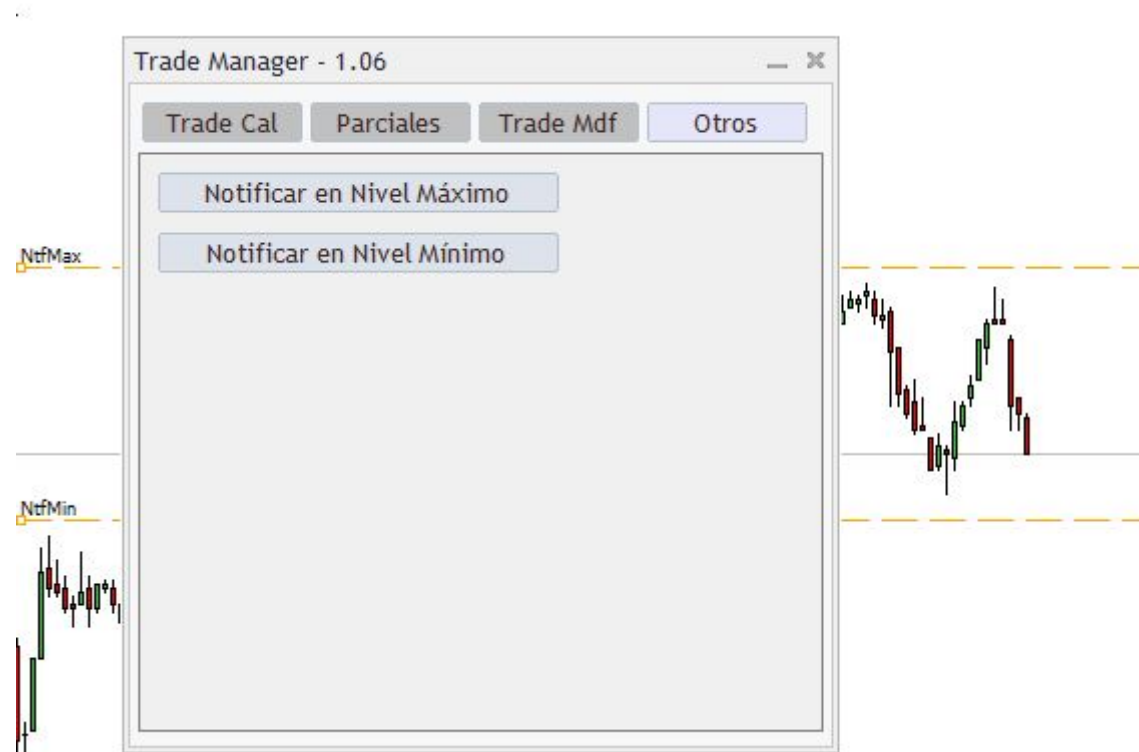 Trade Manager - 1.06
Trade Cal Parciales Trade Mdf Otros
Notificar en Nivel Máximo
Notificar en Nivel Mínimo
NtfMax
NtfMin